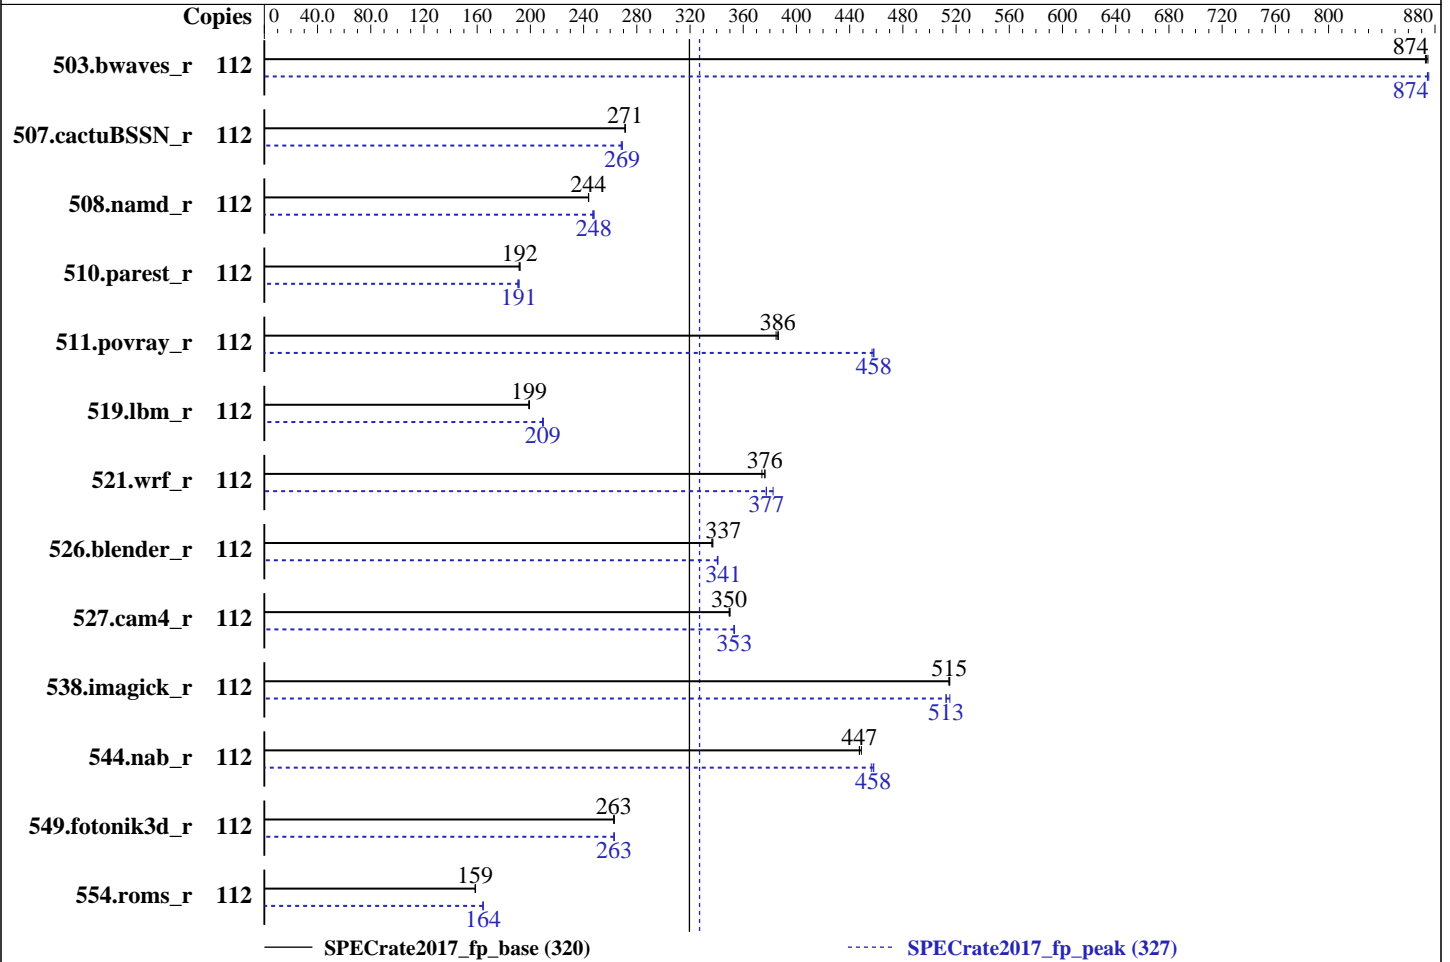 Copies 0 40.0 80.0 120 160 200 240 280 320 360 400 440 480 520 560 600 640 680 720 760 800 880
874
503.bwaves_r 112
874
271
507.cactuBSSN_r 112
269
244
508.namd_r 112
248
192
510.parest_r 112
191
386
511.povray_r 112
458
199
519.lbm_r 112
209
376
521.wrf_r 112
377
337
526.blender_r 112
341
350
527.cam4_r 112
353
515
538.imagick_r 112
513
447
544.nab_r 112
458
263
549.fotonik3d_r 112
263
159
554.roms_r 112
164
SPECrate2017_fp_base (320) SPECrate2017_fp_peak (327)